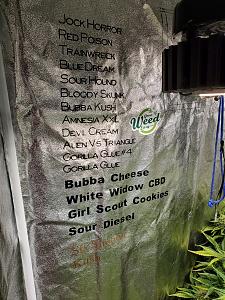 Jock Horror
Red Poison
Trainwreck
Blue Dream
Sour Hound
Bloody Skunk
Bubba Kush
Amnesia XXL
Devil Cream
Alien Vs Triangle
Gorilla Glue #4
Gorilla Glue
Weed
Bubba Cheese
White Widow CBD
Girl Scout Cookies
Sour Diesel
Kush